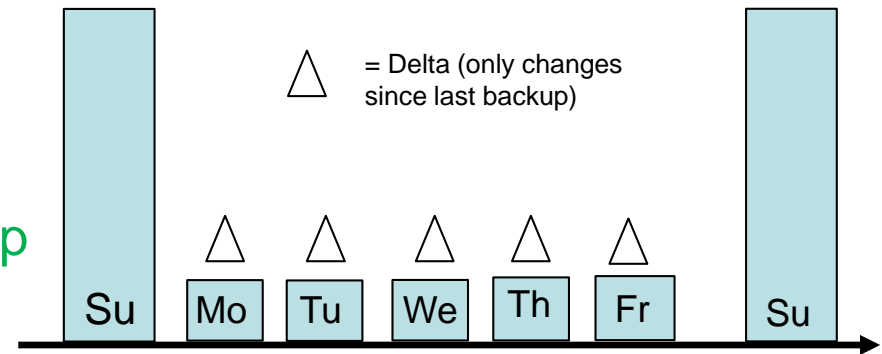 = Delta (only changes
since last backup)
p
Su Mo Tu We Th Fr Su